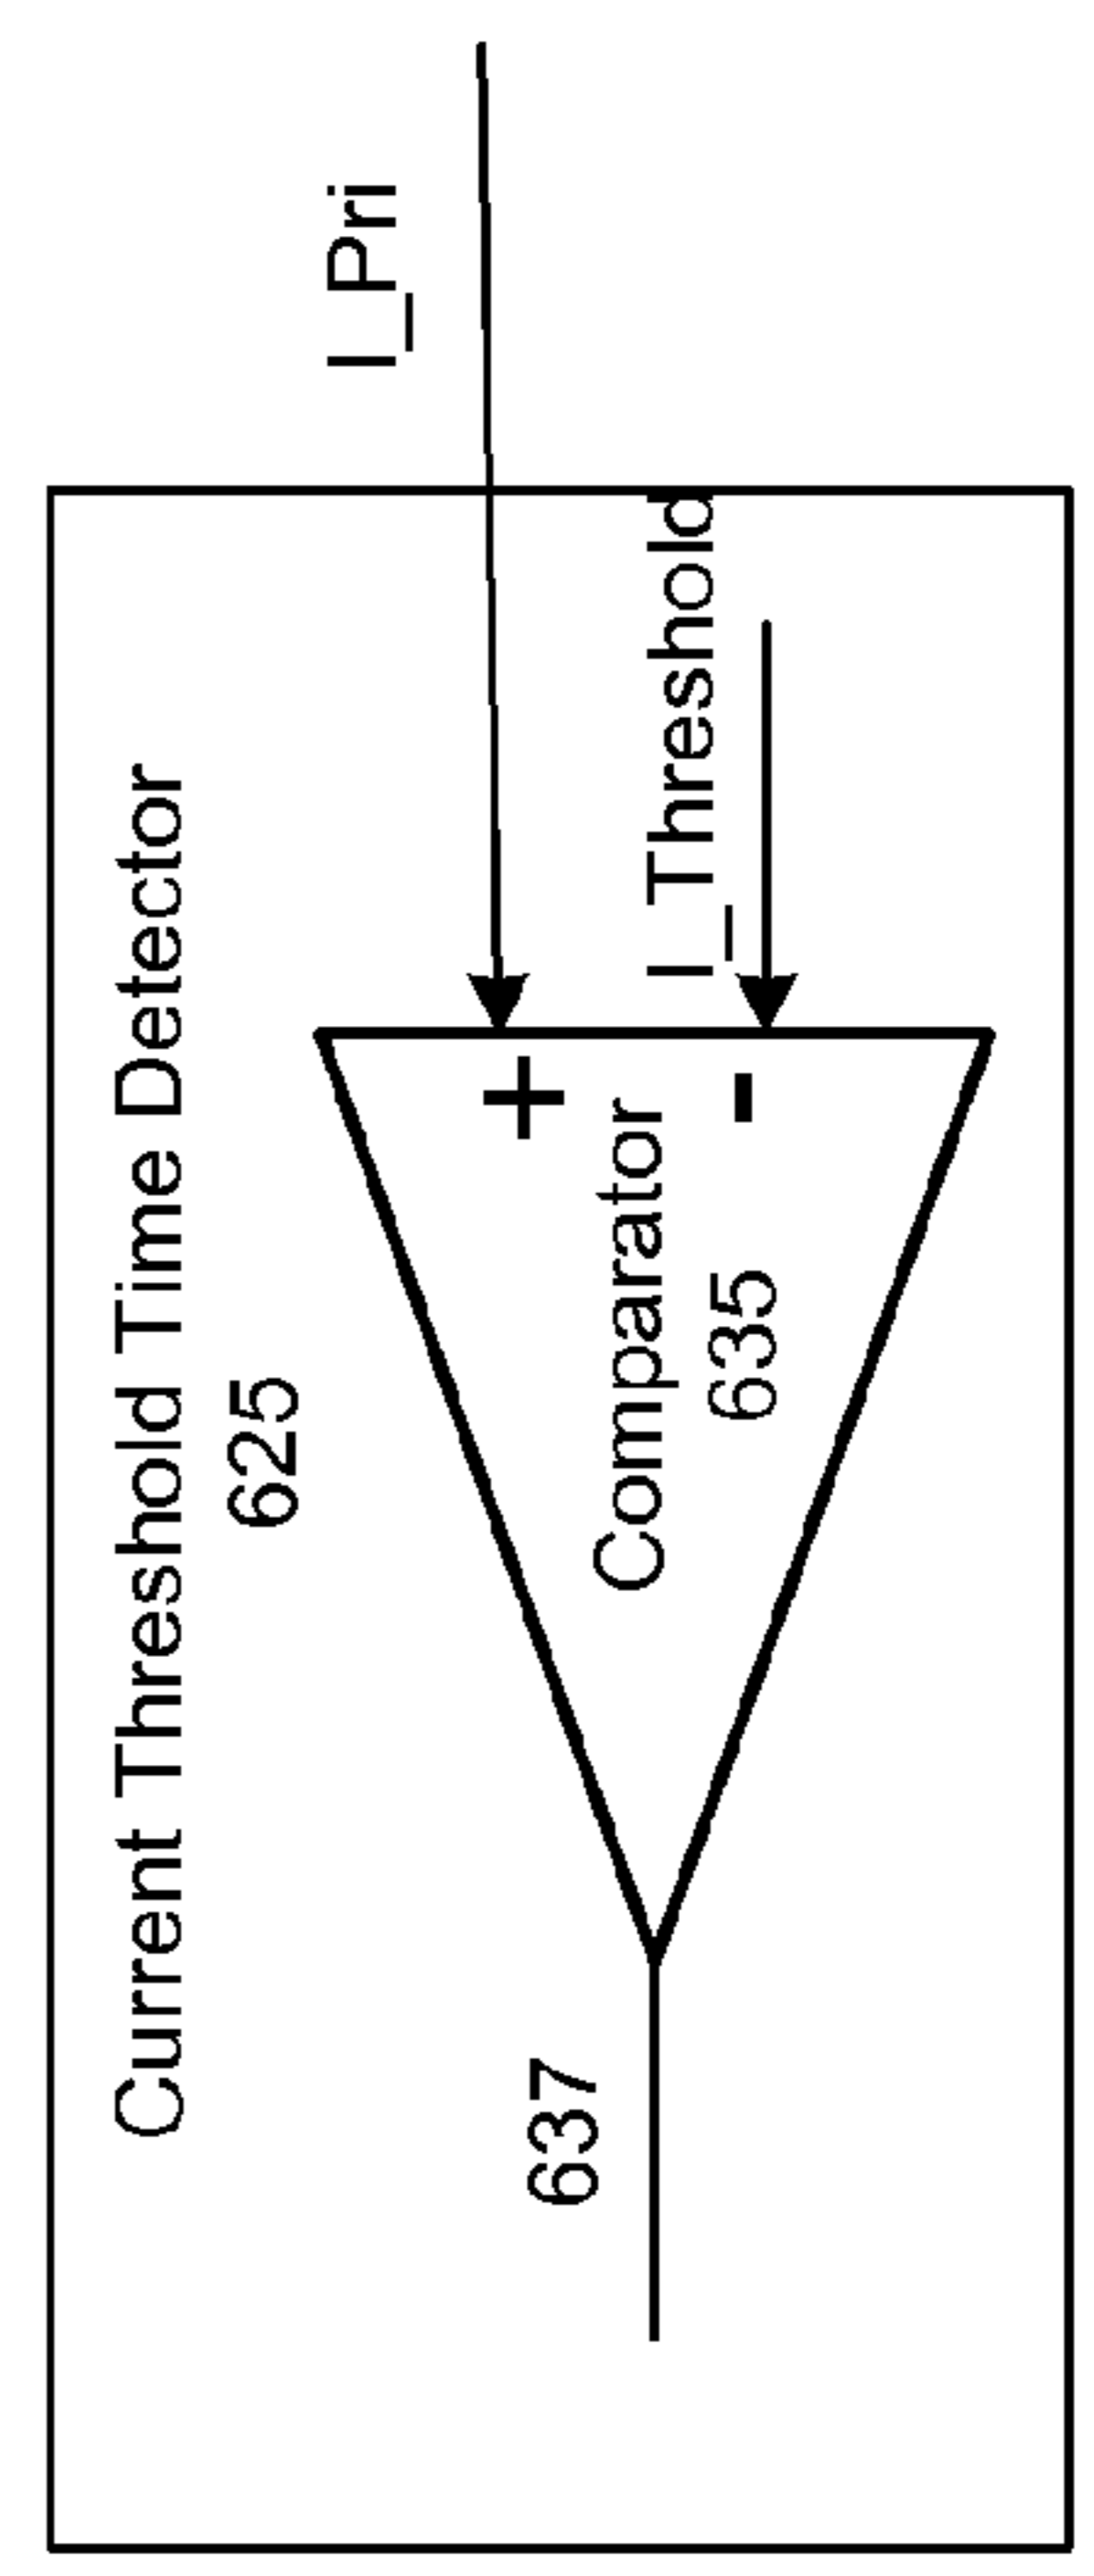 Current Threshold Time Detector
625
I_Pri
I_Threshold
+
-
Comparator
635
637